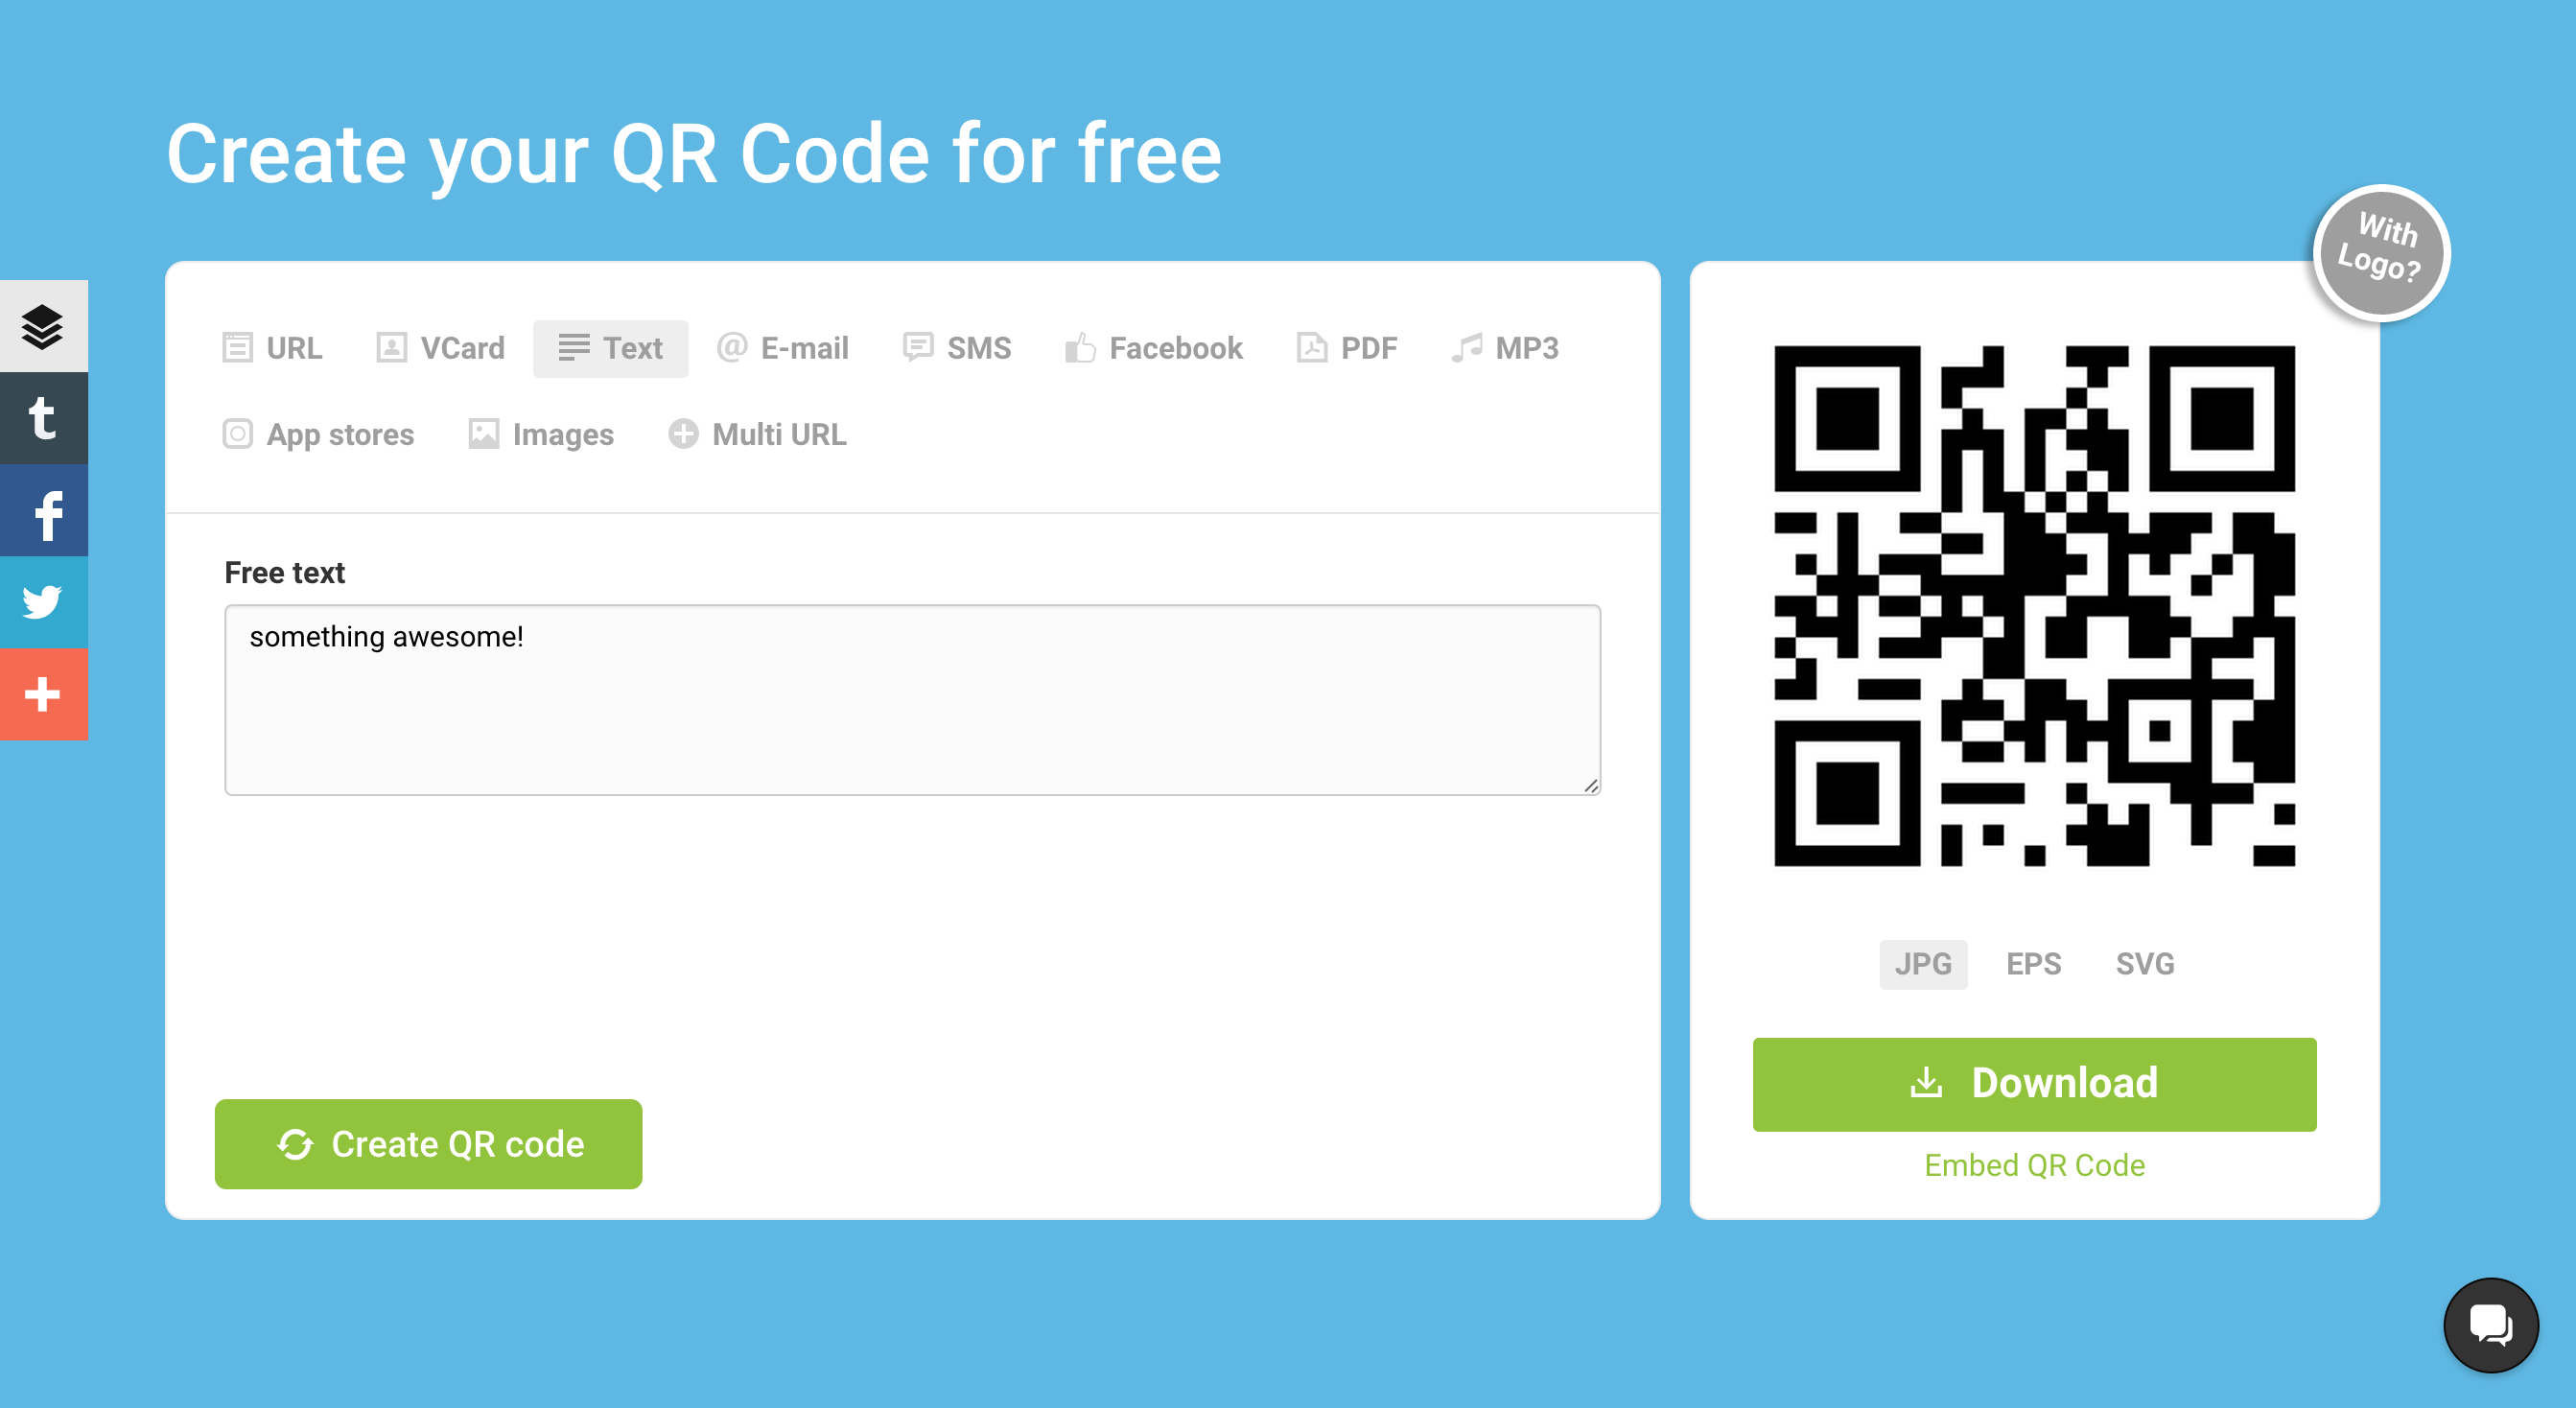 Create your QR Code for free
With
Logo?
URL VCard Text E-mail SMS Facebook PDF MP3
App stores Images Multi URL
Free text
something awesome!
Create QR code
JPG EPS SVG
Download
Embed QR Code